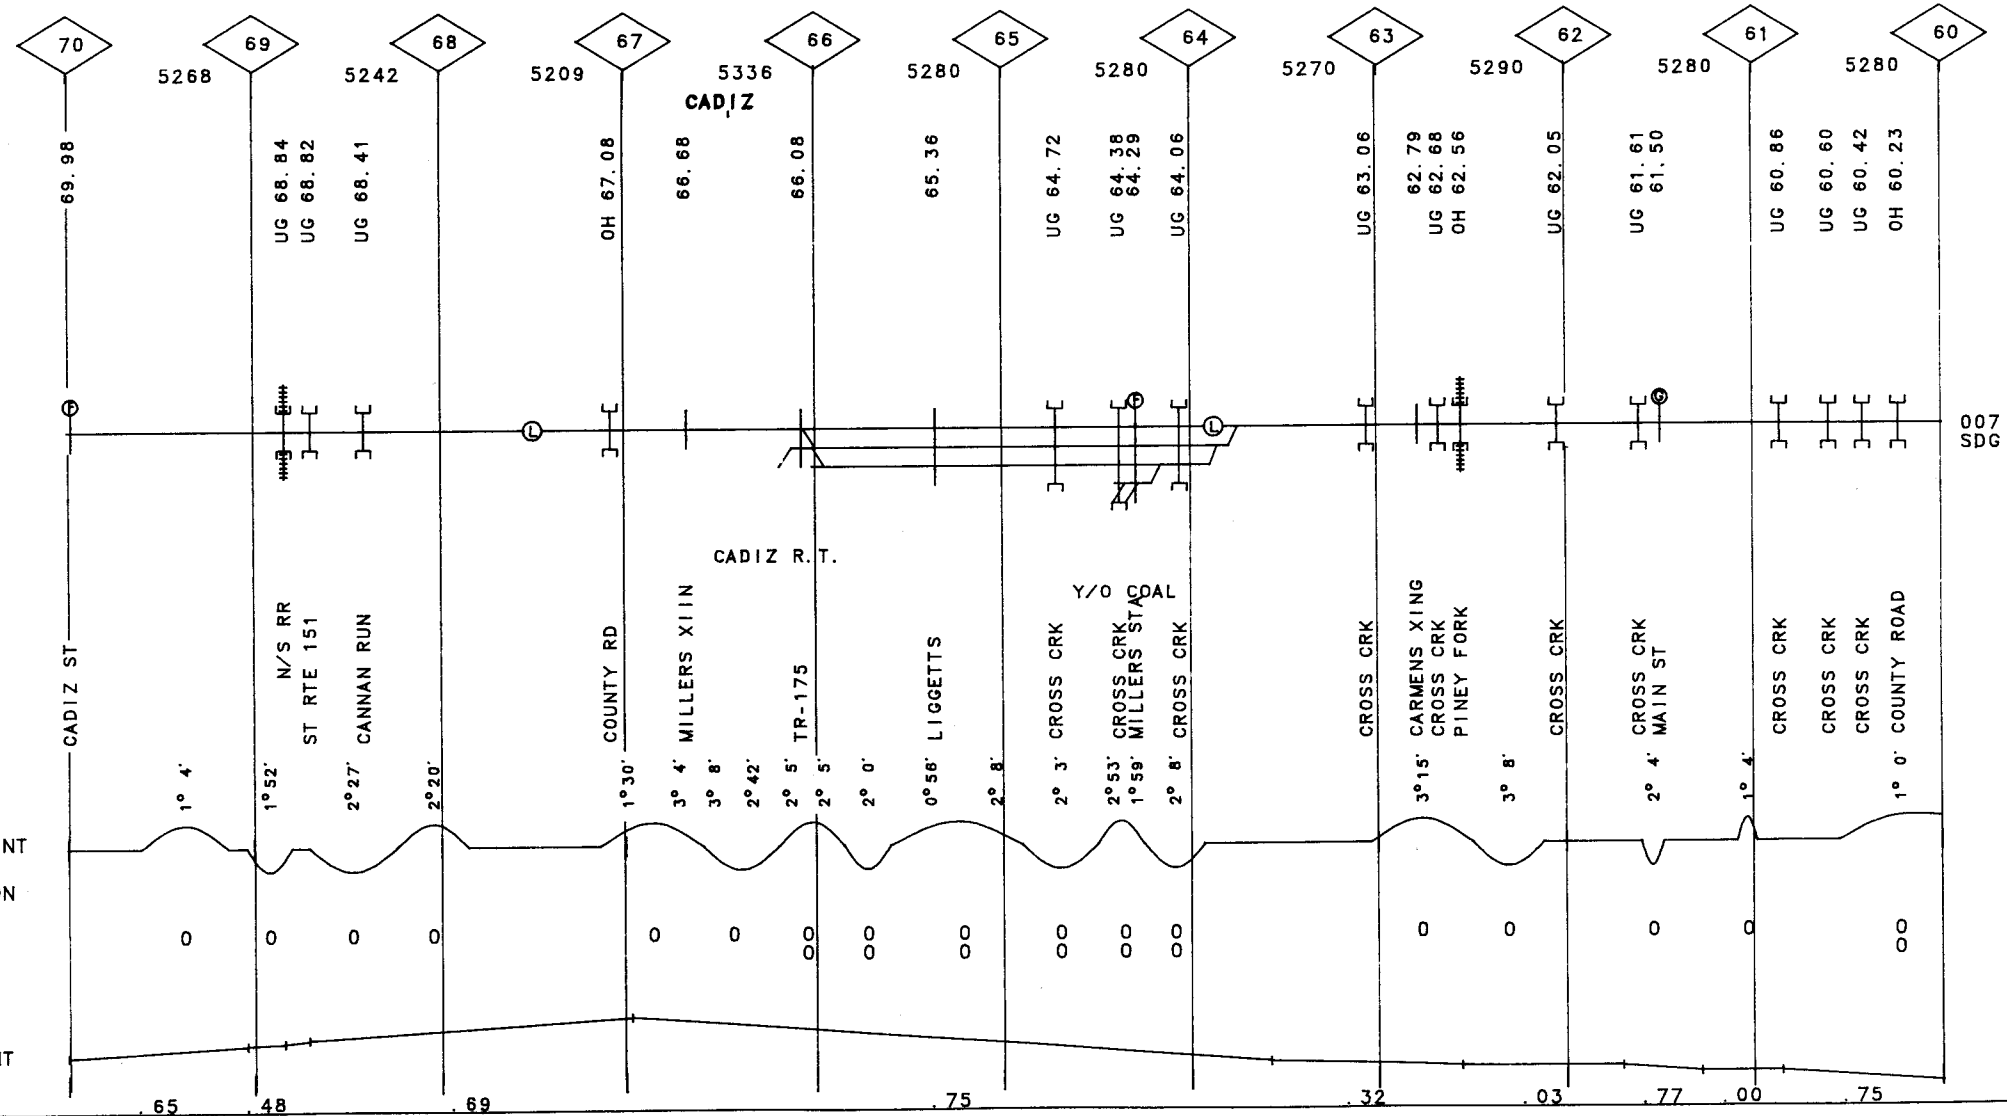 70 69 68 67 66 65 64 63 62 61 60
5268 5242 5209 5336 5280 5280 5270 5290 5280 5280
CADIZ
69.98
UG 68.84
UG 68.82
UG 68.41
OH 67.08
66.68
66.08
65.36
UG 64.72
UG 64.38
64.29
UG 64.06
UG 63.06
62.79
UG 62.68
OH 62.56
UG 62.05
UG 61.61
61.50
UG 60.86
UG 60.60
UG 60.42
OH 60.23
F
L
F
L
G
007
SDG
CADIZ R.T.
Y/O COAL
CADIZ ST
N/S RR
ST RTE 151
CANNAN RUN
COUNTY RD
MILLERS XIIN
TR-175
LIGGETTS
CROSS CRK
CROSS CRK
MILLERS STA
CROSS CRK
CROSS CRK
CARMENS XING
CROSS CRK
PINEY FORK
CROSS CRK
CROSS CRK
MAIN ST
CROSS CRK
CROSS CRK
CROSS CRK
COUNTY ROAD
1° 4'
1°52'
2°27'
2°20'
1°30'
3° 4'
3° 8'
2°42'
2° 5'
2° 5'
2° 0'
0°56'
2° 8'
2° 3'
2°53'
1°59'
2° 8'
3°15'
3° 8'
2° 4'
1° 4'
1° 0'
NT
ON
0 0 0 0 0 0 0 0 0 0 0 0 0 0 0 0 0
0 0 0 0 0 0 0
NT
.65 .48 .69 .75 .32 .03 .77 .00 .75